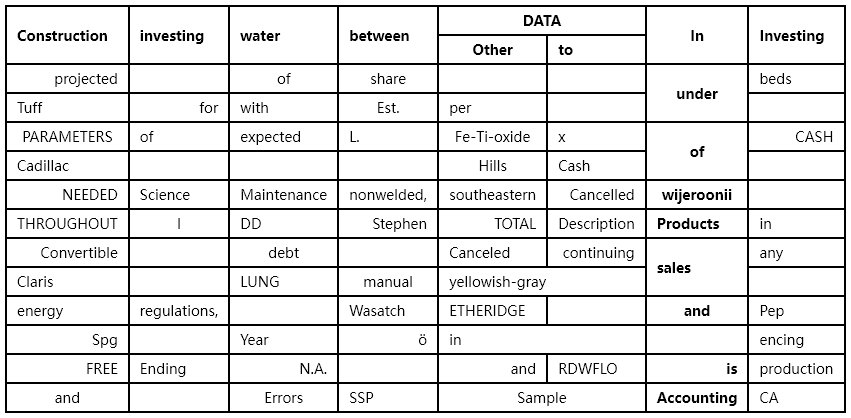 Construction investing water between DATA In Investing
Other to
projected of share under beds
Tuff for with Est. per
PARAMETERS of expected L. Fe-Ti-oxide x of CASH
Cadillac Hills Cash
NEEDED Science Maintenance nonwelded, southeastern Cancelled wijeroonii
THROUGHOUT I DD Stephen TOTAL Description Products in
Convertible debt Canceled continuing sales any
Claris LUNG manual yellowish-gray
energy regulations, Wasatch ETHERIDGE and Pep
Spg Year ö in encing
FREE Ending N.A. and RDWFLO is production
and Errors SSP Sample Accounting CA